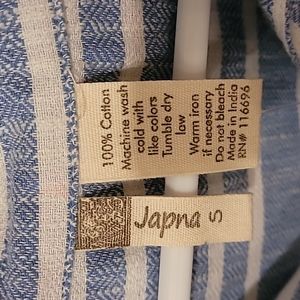 100% Cotton
Machine wash
cold with
like colors
Tumble dry
low
Warm iron
if necessary
Do not bleach
Made in India
RN# 116696
Japna S